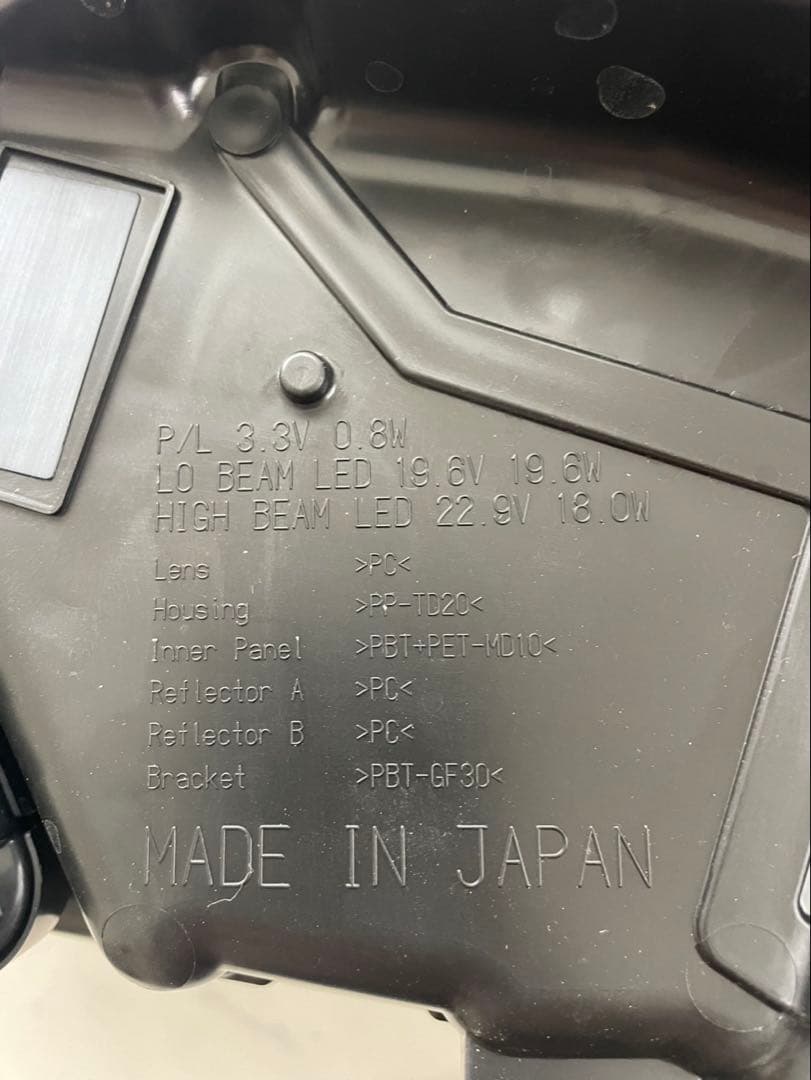 P/L 3.3V 0.8W
LO BEAM LED 19.6V 19.6W
HIGH BEAM LED 22.9V 18.0W
Lens >PC<
Housing >PP-TD20<
Inner Panel >PBT+PET-MD10<
Reflector A >PC<
Reflector B >PC<
Bracket >PBT-GF30<
MADE IN JAPAN